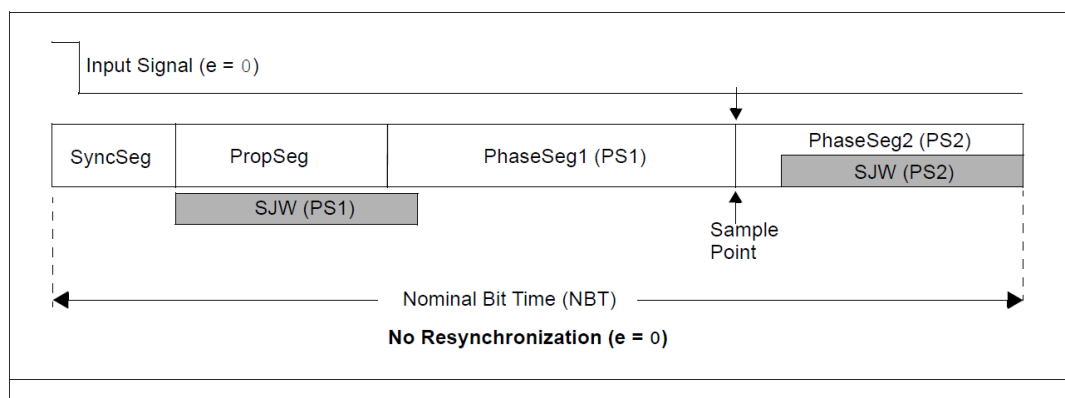 Input Signal (e = 0)
SyncSeg
PropSeg
PhaseSeg1 (PS1)
PhaseSeg2 (PS2)
SJW (PS2)
SJW (PS1)
Sample
Point
Nominal Bit Time (NBT)
No Resynchronization (e = 0)